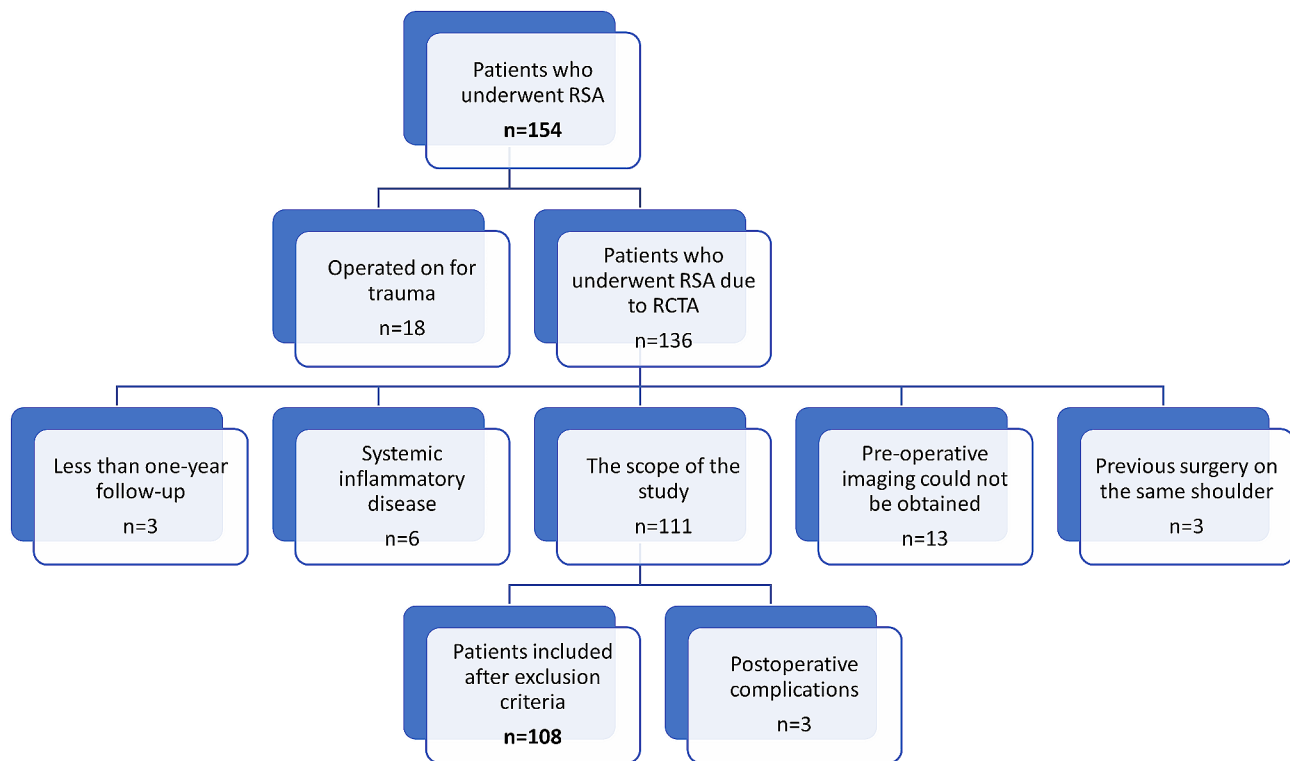 Patients who
underwent RSA
n=154
Operated on for
trauma
n=18
Patients who
underwent RSA due
to RCTA
n=136
Less than one-year
follow-up
n=3
Systemic
inflammatory
disease
n=6
The scope of the
study
n=111
Pre-operative
imaging could not
be obtained
n=13
Previous surgery on
the same shoulder
n=3
Patients included
after exclusion
criteria
n=108
Postoperative
complications
n=3